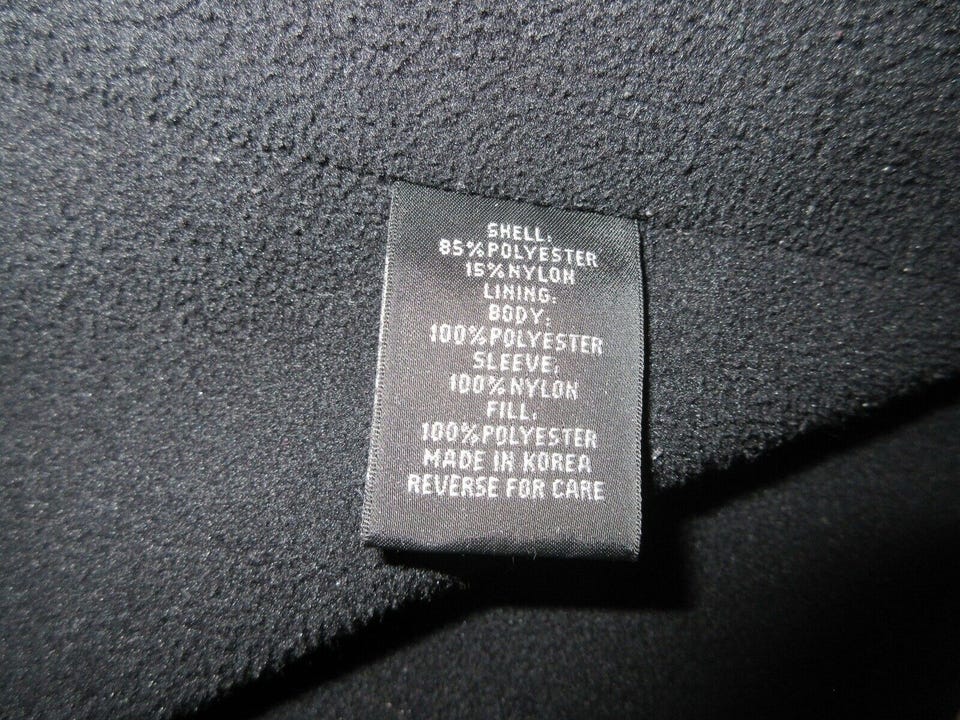 SHELL:
85%POLYESTER
15%NYLON
LINING:
BODY:
100%POLYESTER
SLEEVE:
100%NYLON
FILL:
100%POLYESTER
MADE IN KOREA
REVERSE FOR CARE